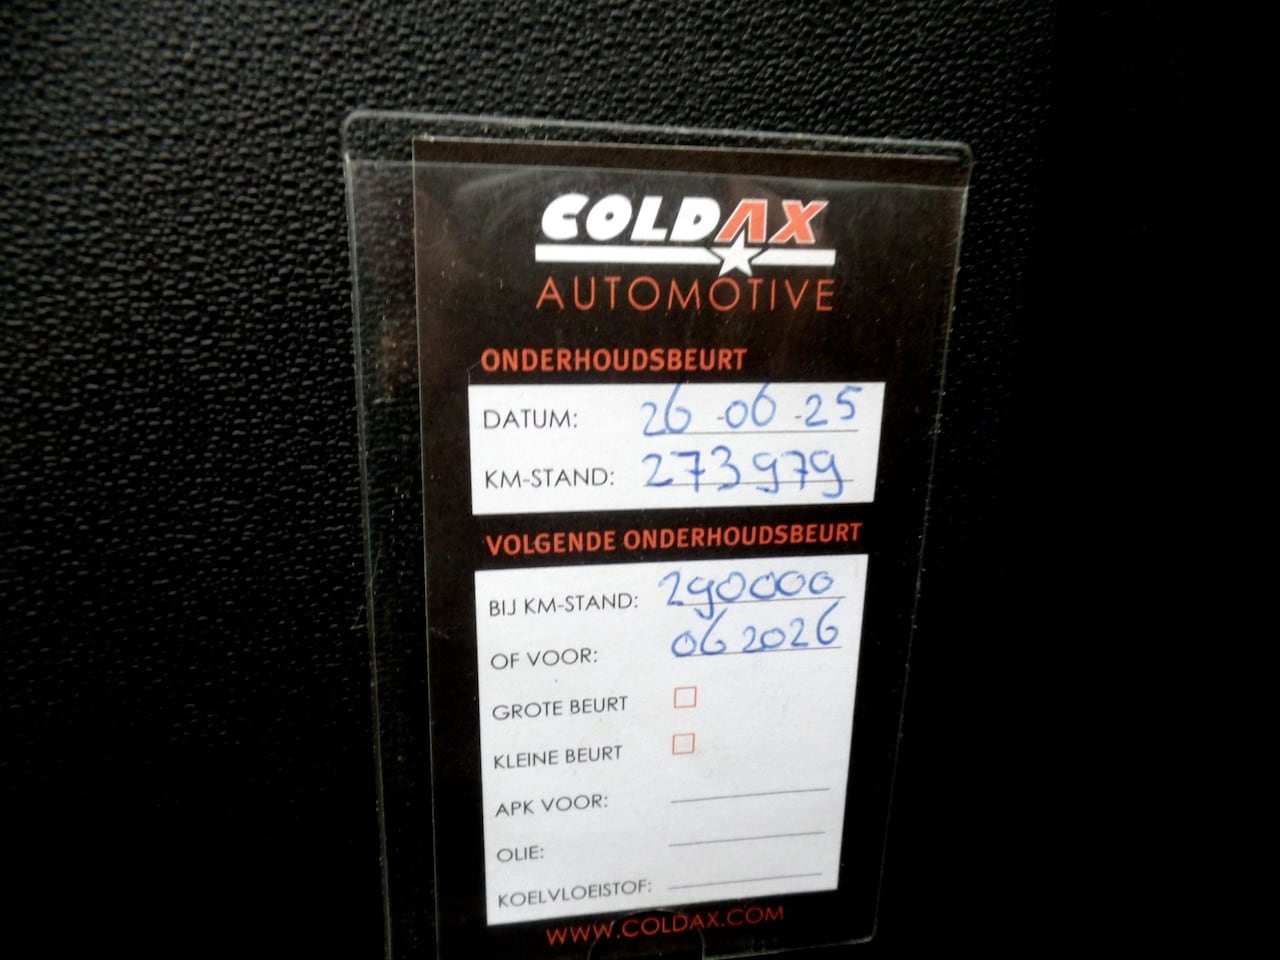 COLDAX
AUTOMOTIVE
ONDERHOUDSBEURT
DATUM: 26-06-25
KM-STAND: 273979
VOLGENDE ONDERHOUDSBEURT
BIJ KM-STAND: 290000
OF VOOR: 06 2026
GROTE BEURT
KLEINE BEURT
APK VOOR:
OLIE:
KOELVLOEISTOF:
WWW.COLDAX.COM